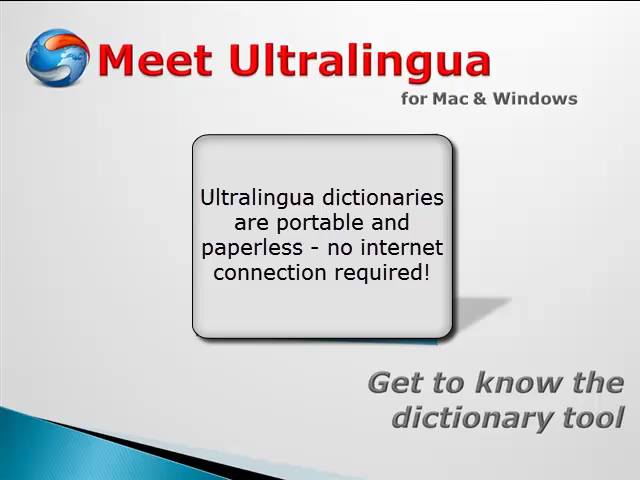 Meet Ultralingua
for Mac & Windows
Ultralingua dictionaries
are portable and
paperless - no internet
connection required!
Get to know the
dictionary tool